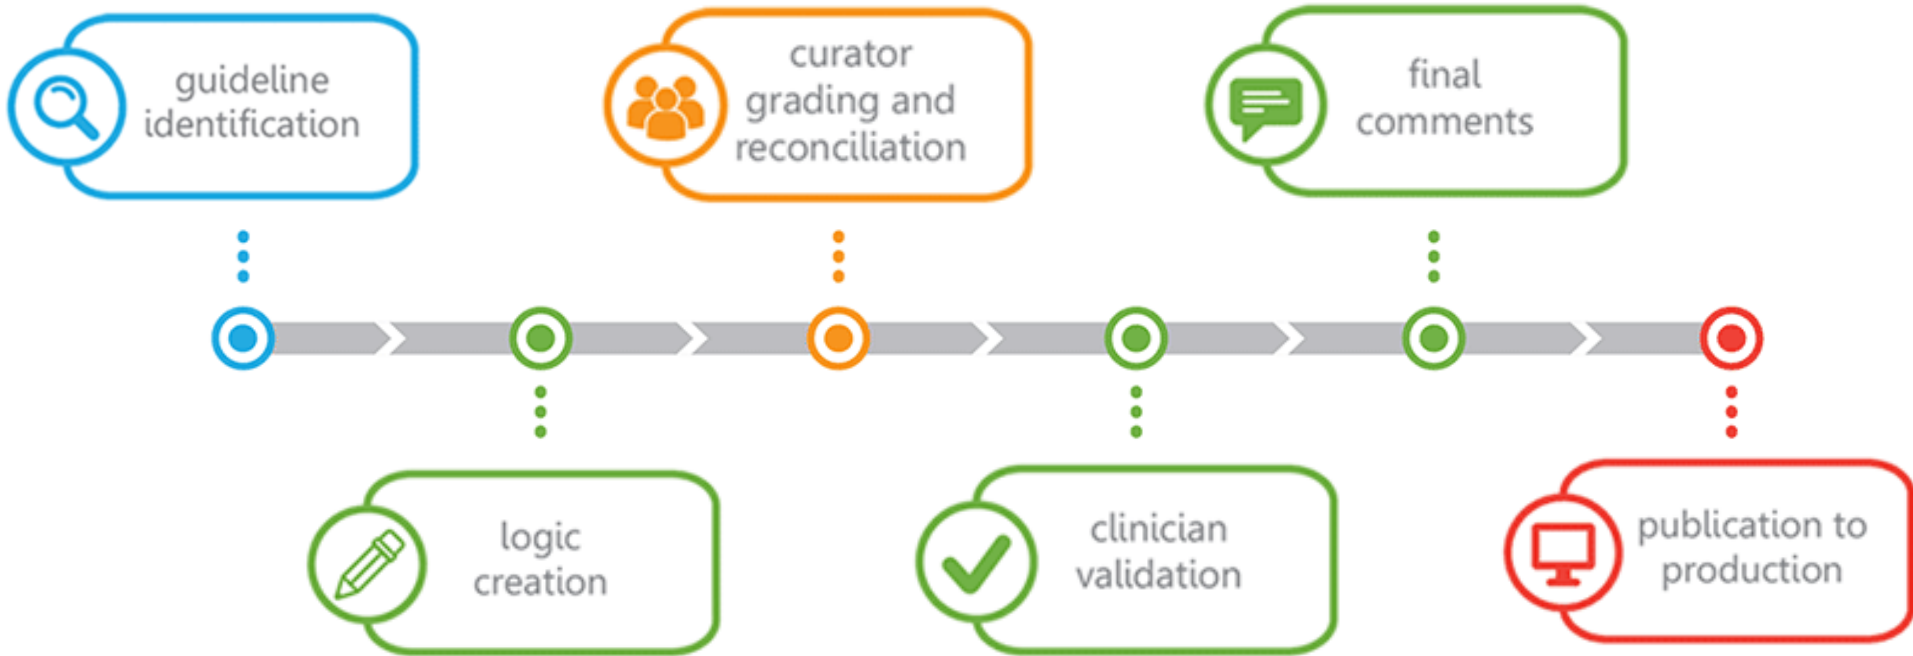 guideline
identification
logic
creation
curator
grading and
reconciliation
clinician
validation
final
comments
publication to
production